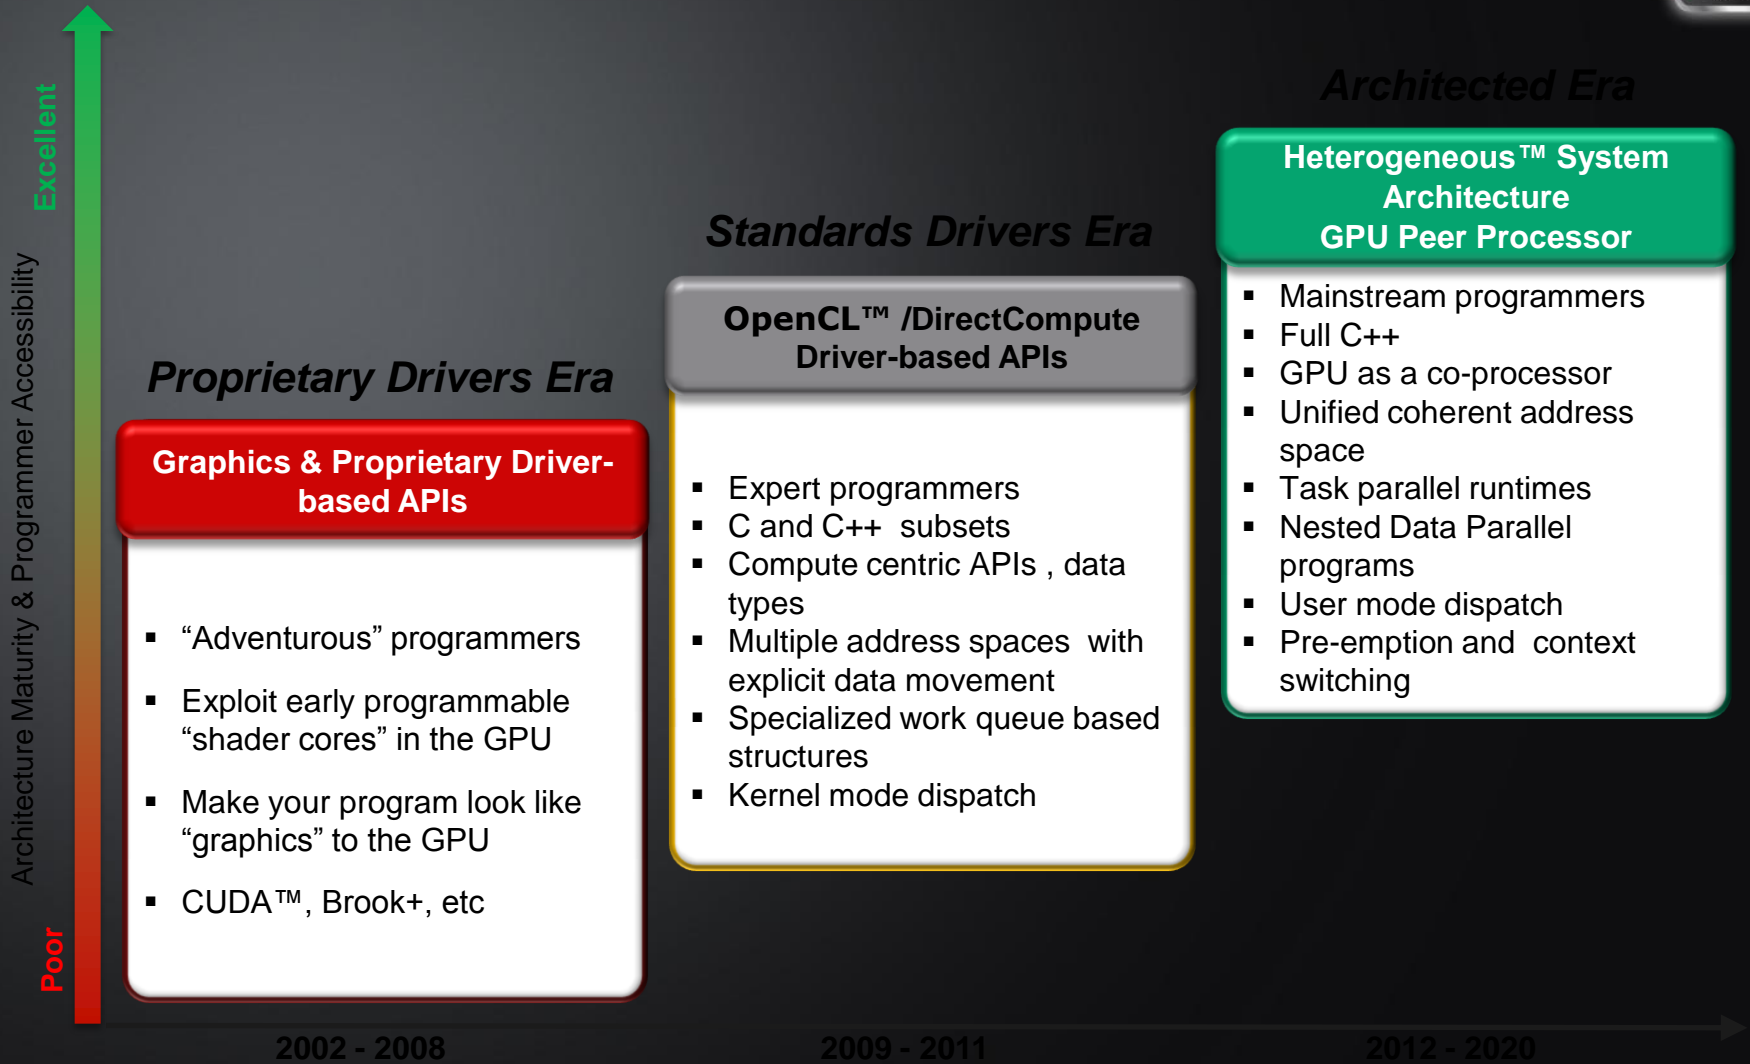 Excellent
Architecture Maturity & Programmer Accessibility
Poor
Proprietary Drivers Era
Graphics & Proprietary Driver-
based APIs
▪ “Adventurous” programmers
▪ Exploit early programmable
“shader cores” in the GPU
▪ Make your program look like
“graphics” to the GPU
▪ CUDA™, Brook+, etc
2002 - 2008
Standards Drivers Era
OpenCL™ /DirectCompute
Driver-based APIs
▪ Expert programmers
▪ C and C++ subsets
▪ Compute centric APIs , data
types
▪ Multiple address spaces with
explicit data movement
▪ Specialized work queue based
structures
▪ Kernel mode dispatch
2009 - 2011
Architected Era
Heterogeneous™ System
Architecture
GPU Peer Processor
▪ Mainstream programmers
▪ Full C++
▪ GPU as a co-processor
▪ Unified coherent address
space
▪ Task parallel runtimes
▪ Nested Data Parallel
programs
▪ User mode dispatch
▪ Pre-emption and context
switching
2012 - 2020